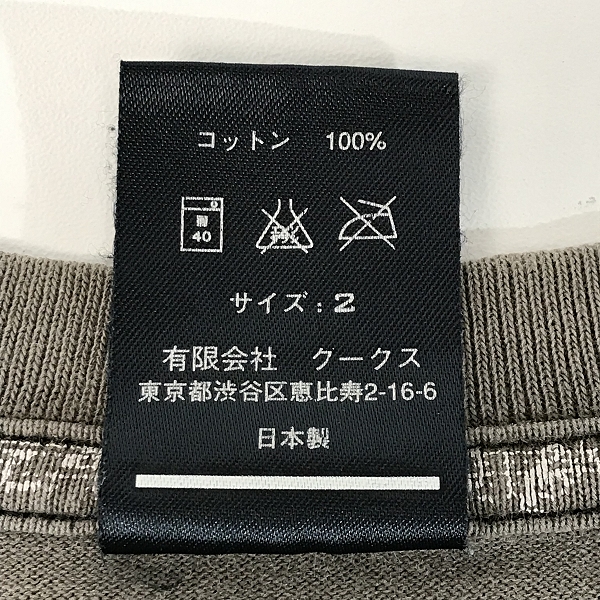 コットン 100%
40
サイズ : 2
有限会社 クークス
東京都渋谷区恵比寿2-16-6
日本製